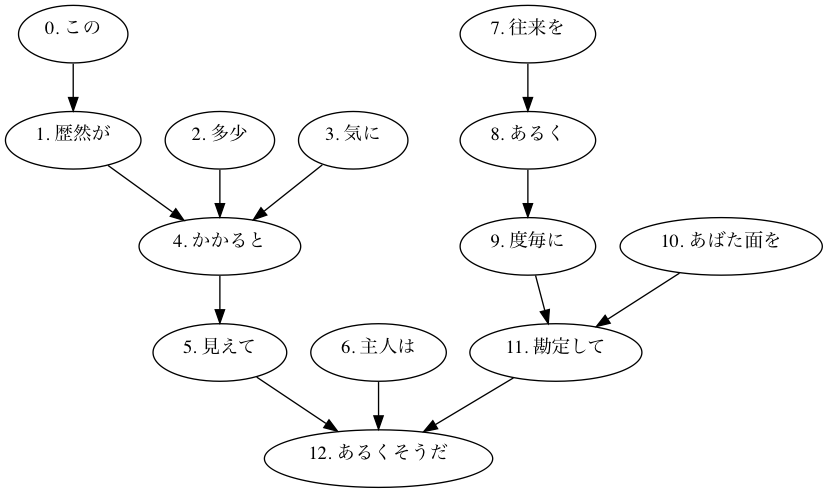 0. この
7. 往来を
1. 歴然が
2. 多少
3. 気に
8. あるく
4. かかると
9. 度毎に
10. あばた面を
5. 見えて
6. 主人は
11. 勘定して
12. あるくそうだ